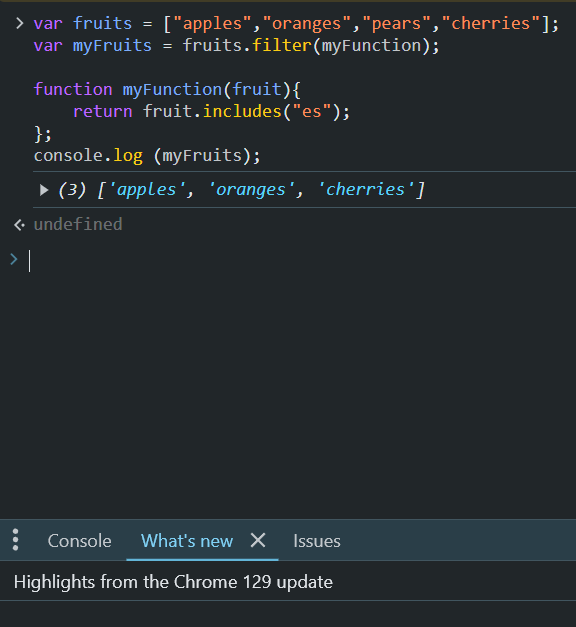 var fruits = ["apples","oranges","pears","cherries"];
var myFruits = fruits.filter(myFunction);
function myFunction(fruit){
    return fruit.includes("es");
};
console.log (myFruits);
(3) ['apples', 'oranges', 'cherries']
undefined
Console What's new Issues
Highlights from the Chrome 129 update